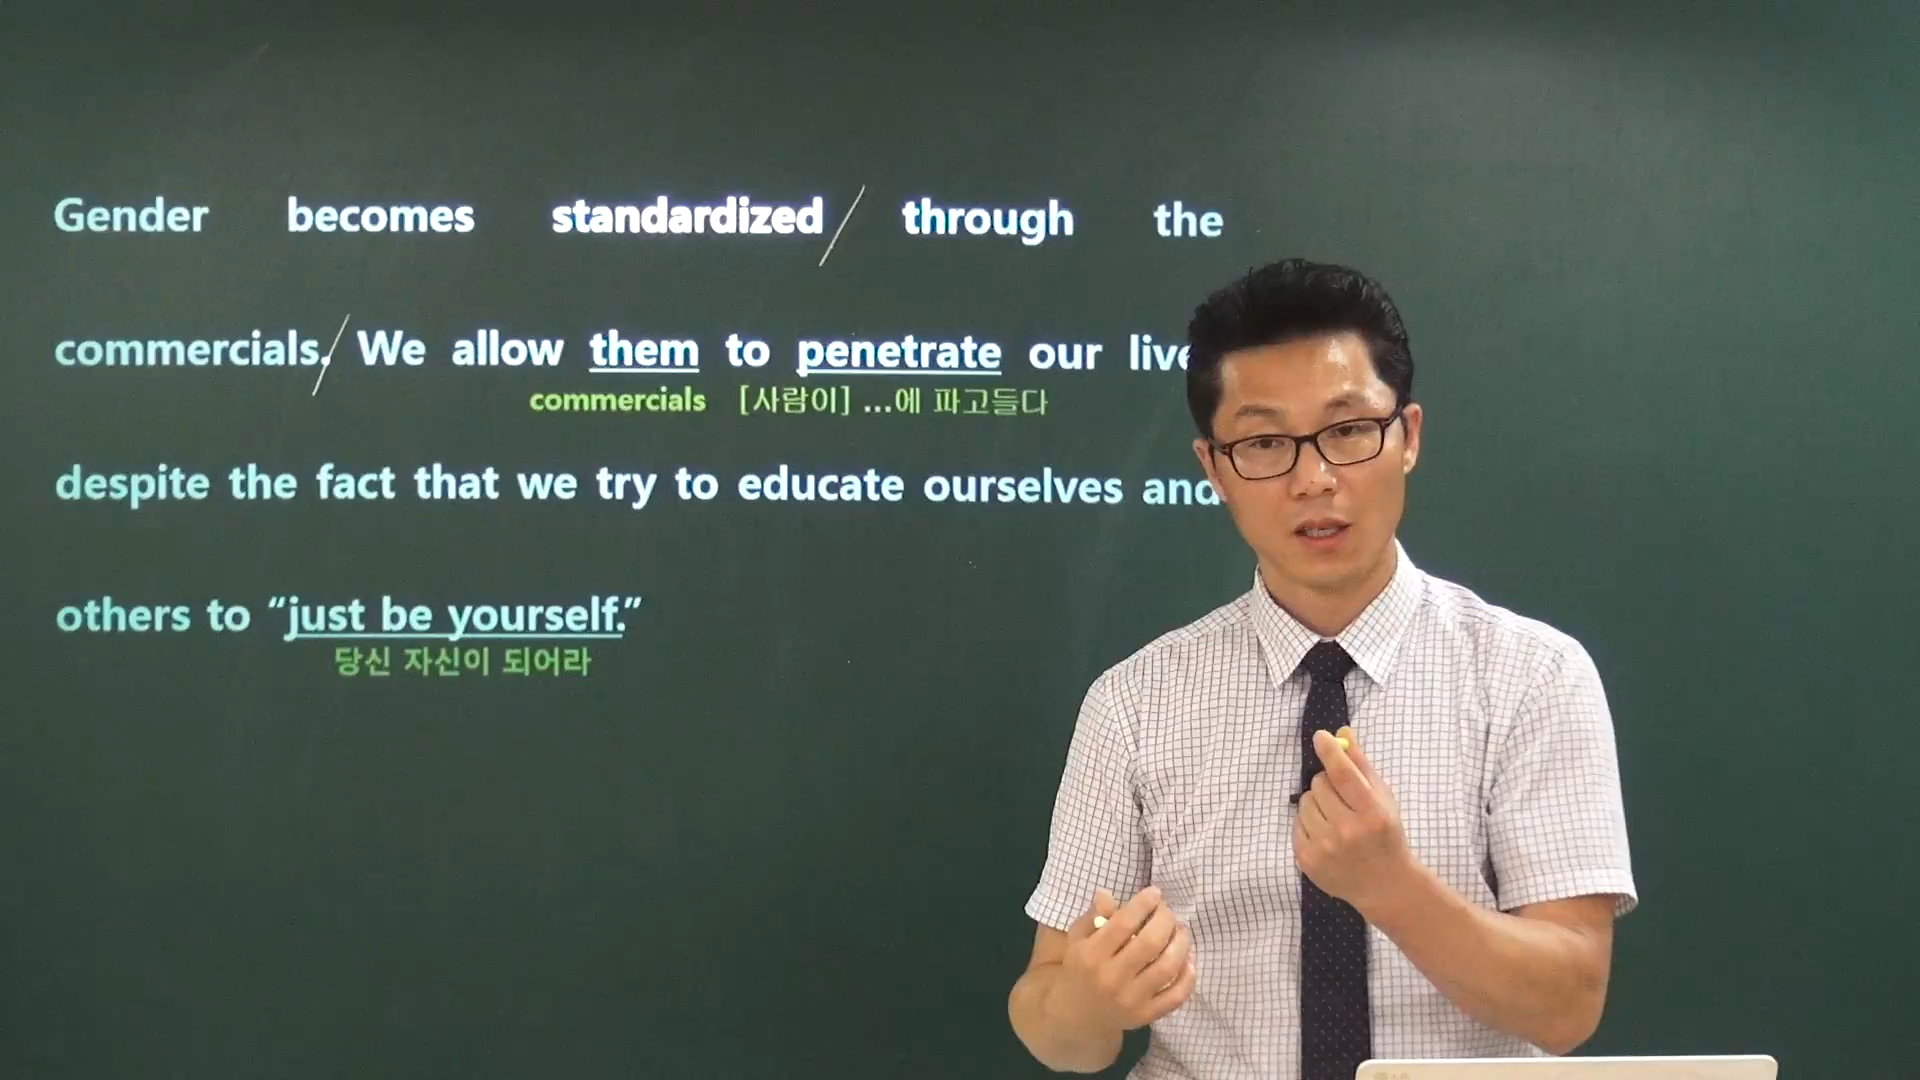 Gender becomes standardized through the
commercials. We allow them to penetrate our live
commercials [사람이] ...에 파고들다
despite the fact that we try to educate ourselves and
others to “just be yourself.”
당신 자신이 되어라